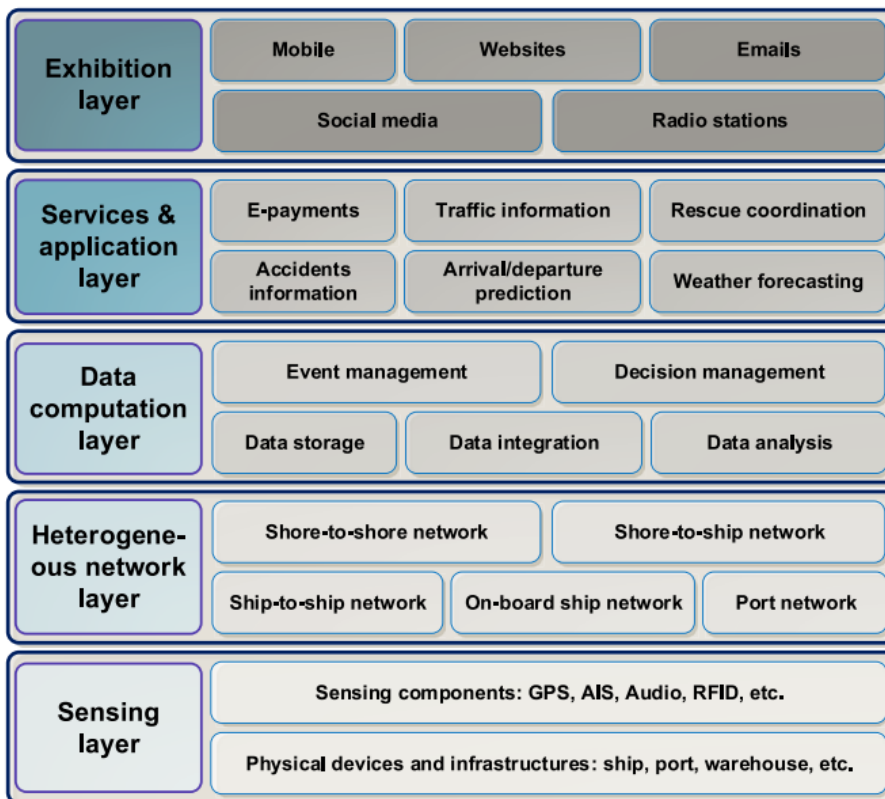 Exhibition
layer
Mobile
Websites
Emails
Social media
Radio stations
Services &
application
layer
E-payments
Traffic information
Rescue coordination
Accidents
information
Arrival/departure
prediction
Weather forecasting
Data
computation
layer
Event management
Decision management
Data storage
Data integration
Data analysis
Heterogene-
ous network
layer
Shore-to-shore network
Shore-to-ship network
Ship-to-ship network
On-board ship network
Port network
Sensing
layer
Sensing components: GPS, AIS, Audio, RFID, etc.
Physical devices and infrastructures: ship, port, warehouse, etc.